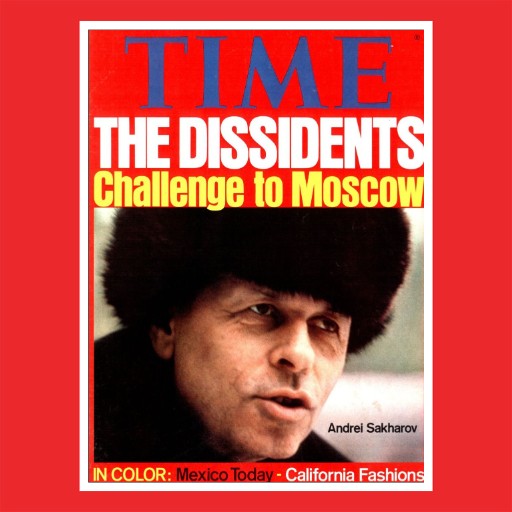 TIME
THE DISSIDENTS
Challenge to Moscow
Andrei Sakharov
IN COLOR: Mexico Today - California Fashions